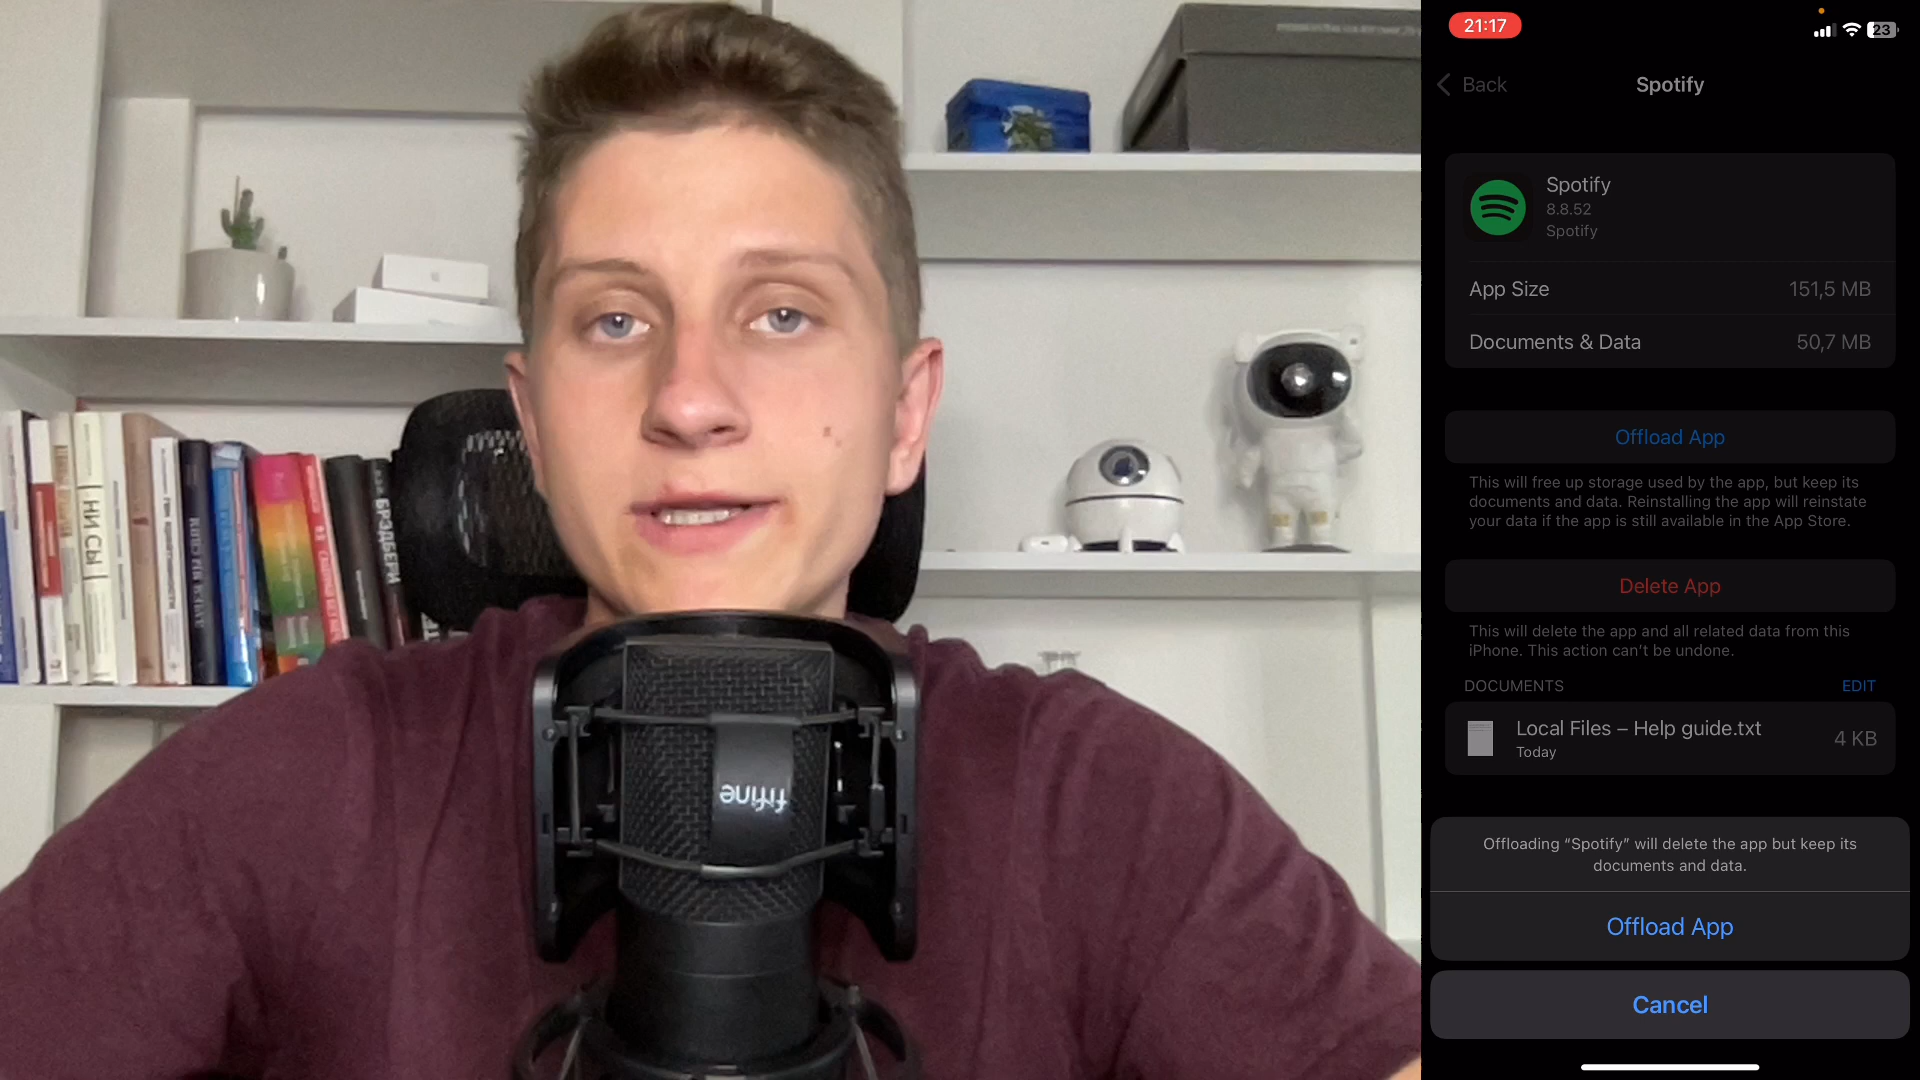 21:17
23
Back
Spotify
Spotify
8.8.52
Spotify
App Size
151,5 MB
Documents & Data
50,7 MB
Offload App
This will free up storage used by the app, but keep its
documents and data. Reinstalling the app will reinstate
your data if the app is still available in the App Store.
Delete App
This will delete the app and all related data from this
iPhone. This action can't be undone.
DOCUMENTS
EDIT
Local Files – Help guide.txt
Today
4 KB
Offloading “Spotify” will delete the app but keep its
documents and data.
Offload App
Cancel
НИ СЫ
БРЭДБЕРИ
fifine